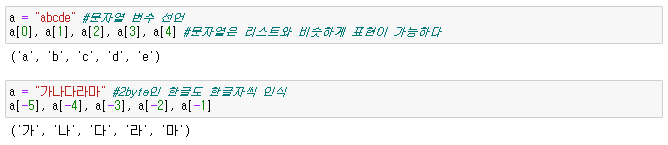 a = "abcde" #문자열 변수 선언
a[0], a[1], a[2], a[3], a[4] #문자열은 리스트와 비슷하게 표현이 가능하다
('a', 'b', 'c', 'd', 'e')
a = "가나다라마" #2byte인 한글도 한글자씩 인식
a[-5], a[-4], a[-3], a[-2], a[-1]
('가', '나', '다', '라', '마')